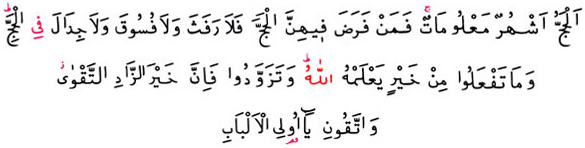 اَلْحَجُّ اَشْهُرٌ مَعْلُومَاتٌۚ فَمَنْ فَرَضَ فٖيهِنَّ الْحَجَّ فَلَا رَفَثَ وَلَا فُسُوقَ وَلَا جِدَالَ فِي الْحَجِّۜ
وَمَا تَفْعَلُوا مِنْ خَيْرٍ يَعْلَمْهُ اللّٰهُۜ وَتَزَوَّدُوا فَاِنَّ خَيْرَ الزَّادِ التَّقْوٰىۘ
وَاتَّقُونِ يَٓا اُو۬لِي الْاَلْبَابِ